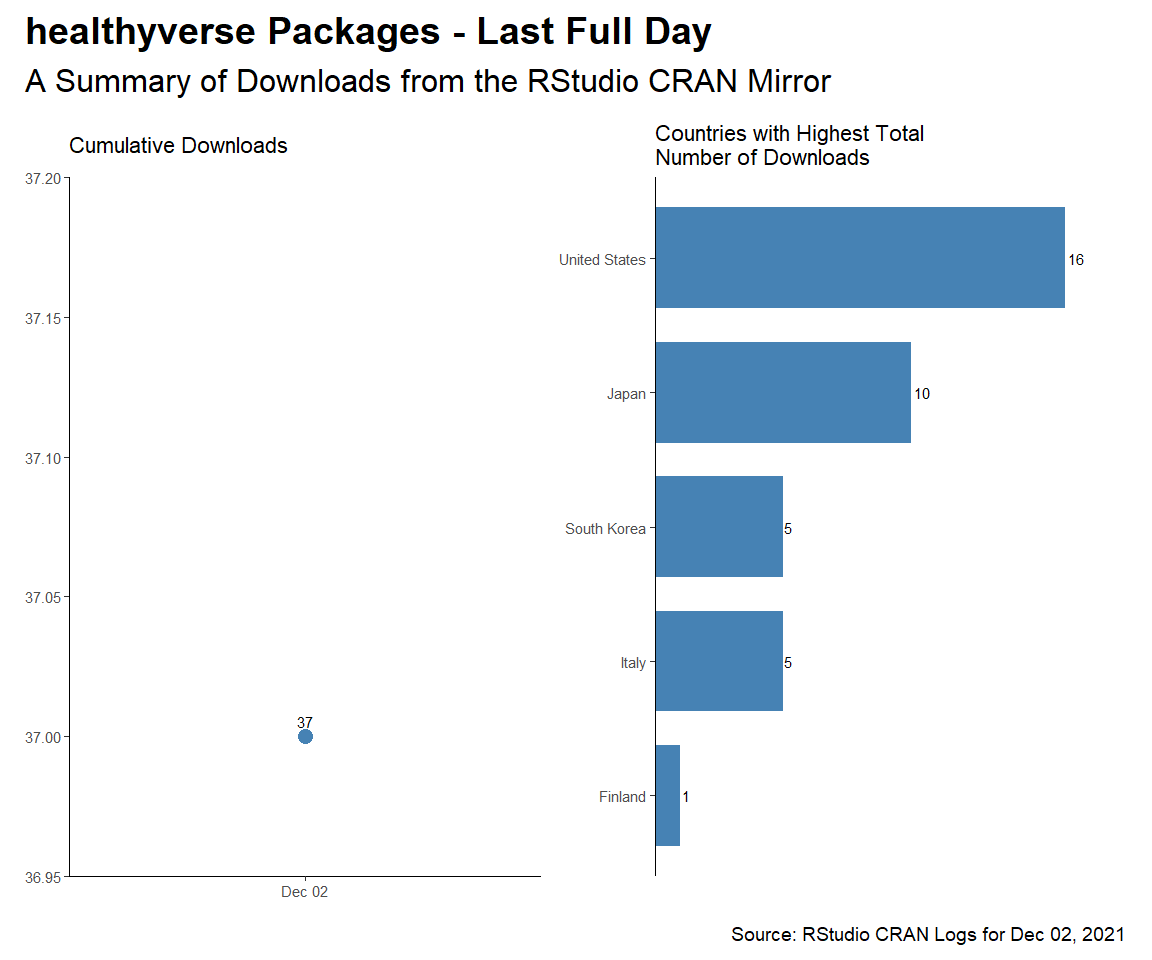 healthyverse Packages - Last Full Day
A Summary of Downloads from the RStudio CRAN Mirror
Cumulative Downloads
37.20
37.15
37.10
37.05
37.00
36.95
37
Dec 02
Countries with Highest Total
Number of Downloads
United States
16
Japan
10
South Korea
5
Italy
5
Finland
1
Source: RStudio CRAN Logs for Dec 02, 2021